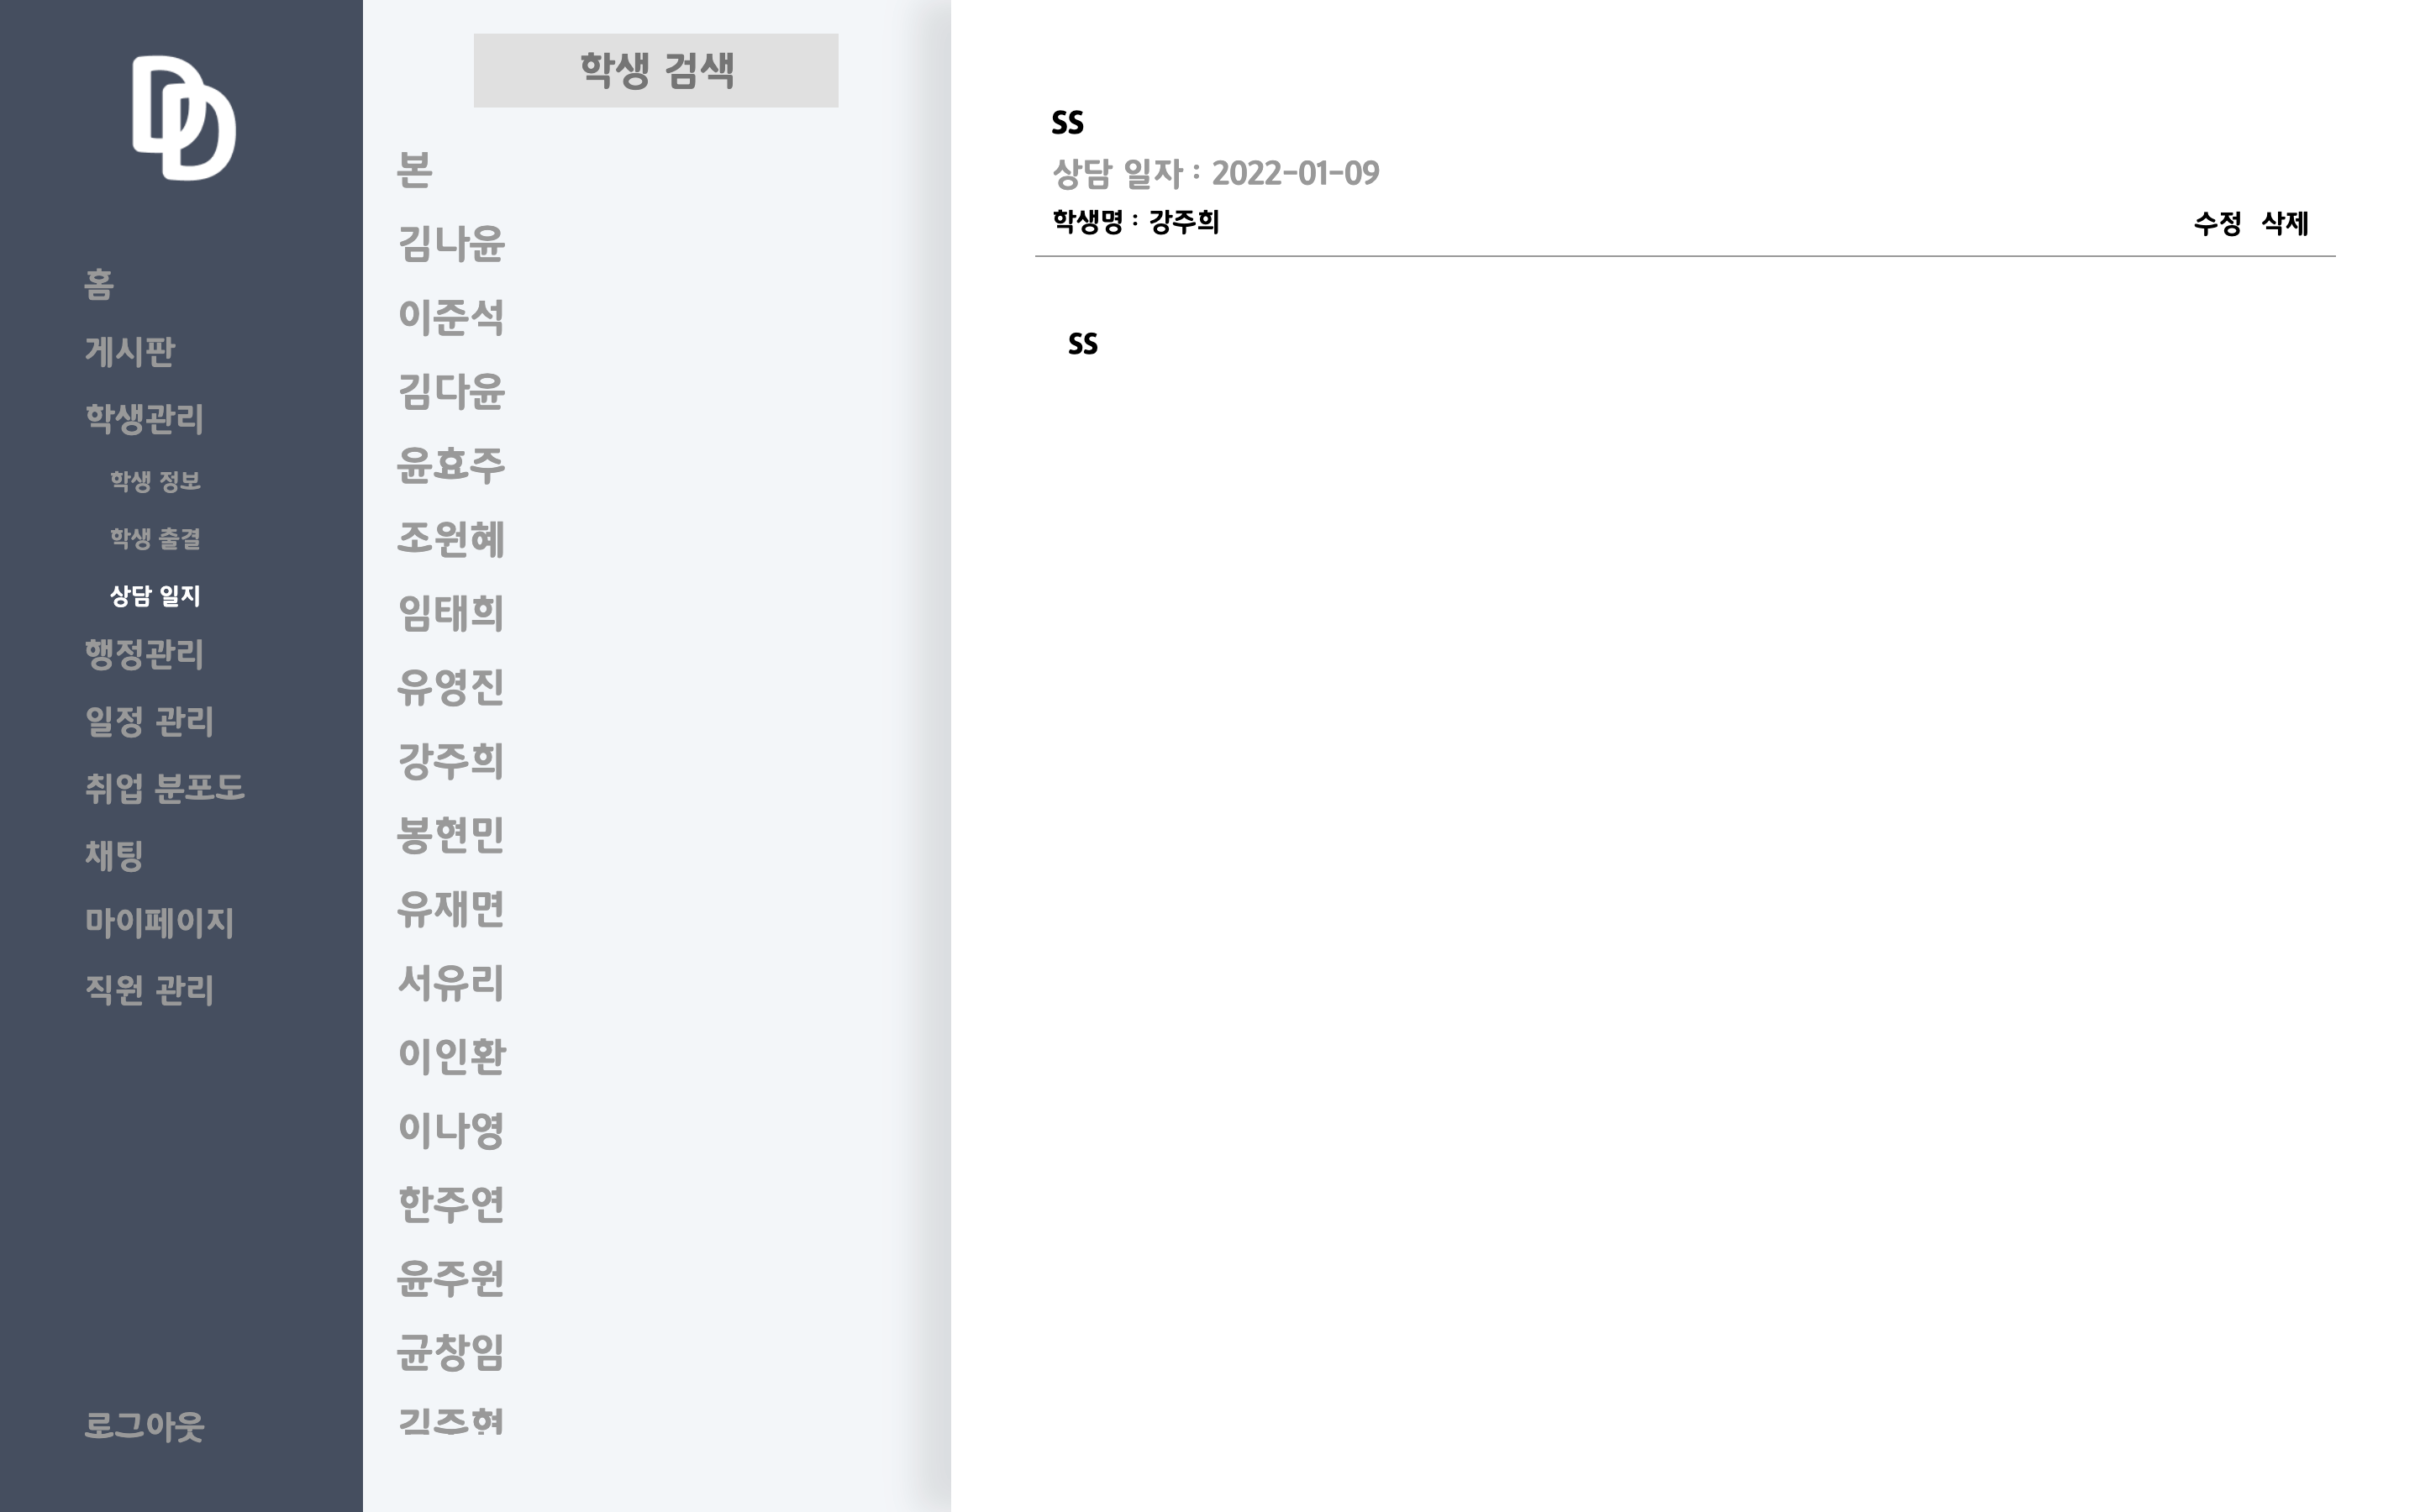 DD
홈
게시판
학생관리
학생 정보
학생 출결
상담 일지
행정관리
일정 관리
취업 분포도
채팅
마이페이지
직원 관리
로그아웃
학생 검색
본
김나윤
이준석
김다윤
윤효주
조원혜
임태희
유영진
강주희
봉현민
유재면
서유리
이인환
이나영
한주연
윤주원
균창임
ss
상담 일자 : 2022-01-09
학생명 : 강주희
수정 삭제
ss